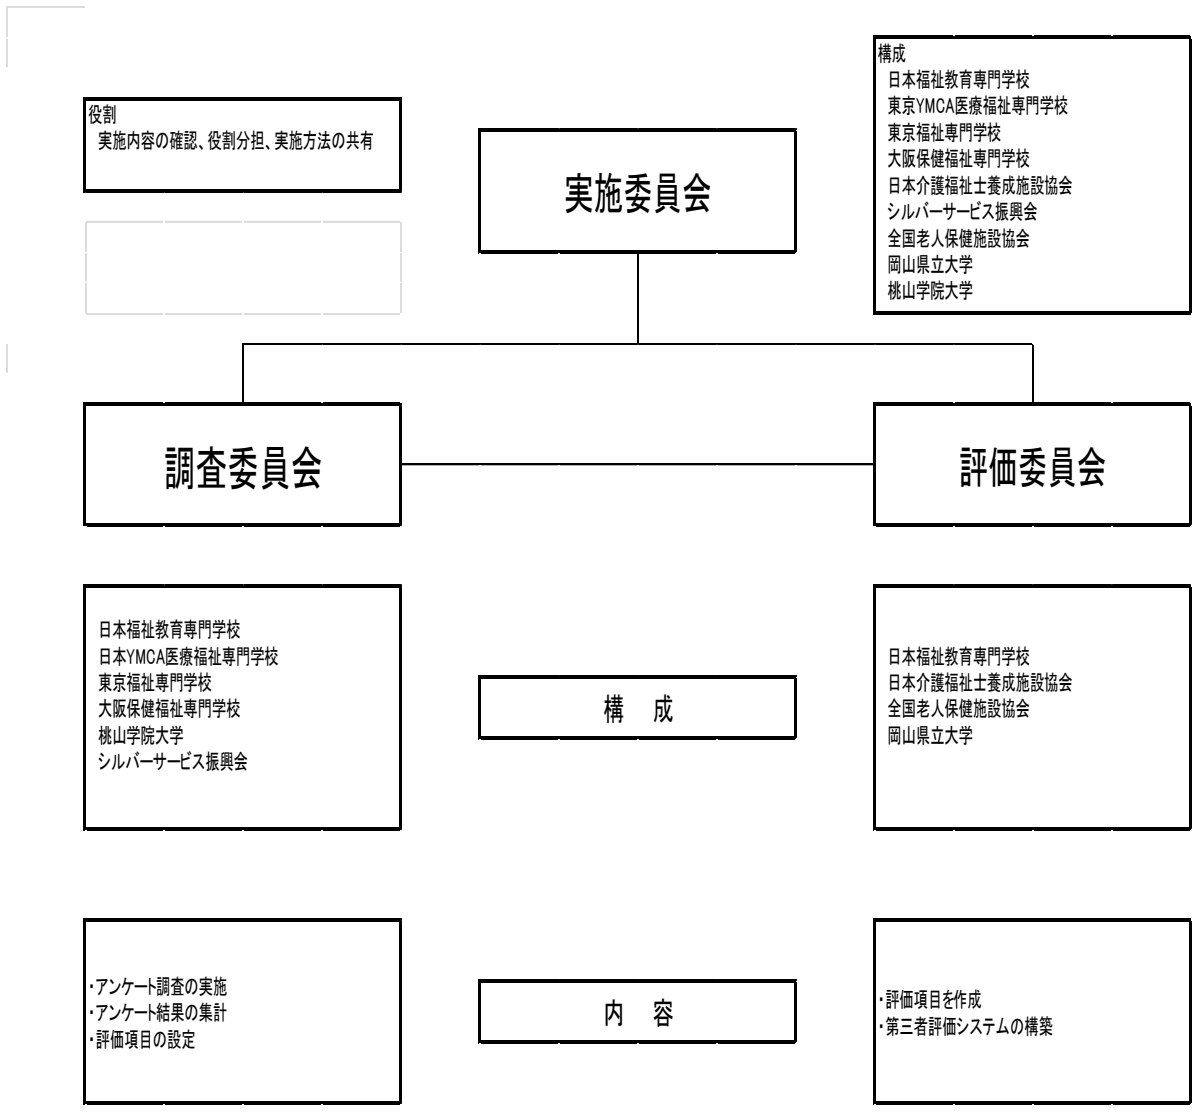 役割
実施内容の確認、役割分担、実施方法の共有
実施委員会
構成
日本福祉教育専門学校
東京YMCA医療福祉専門学校
東京福祉専門学校
大阪保健福祉専門学校
日本介護福祉士養成施設協会
シルバーサービス振興会
全国老人保健施設協会
岡山県立大学
桃山学院大学
調査委員会
評価委員会
日本福祉教育専門学校
日本YMCA医療福祉専門学校
東京福祉専門学校
大阪保健福祉専門学校
桃山学院大学
シルバーサービス振興会
構　成
日本福祉教育専門学校
日本介護福祉士養成施設協会
全国老人保健施設協会
岡山県立大学
・アンケート調査の実施
・アンケート結果の集計
・評価項目の設定
内　容
・評価項目を作成
・第三者評価システムの構築